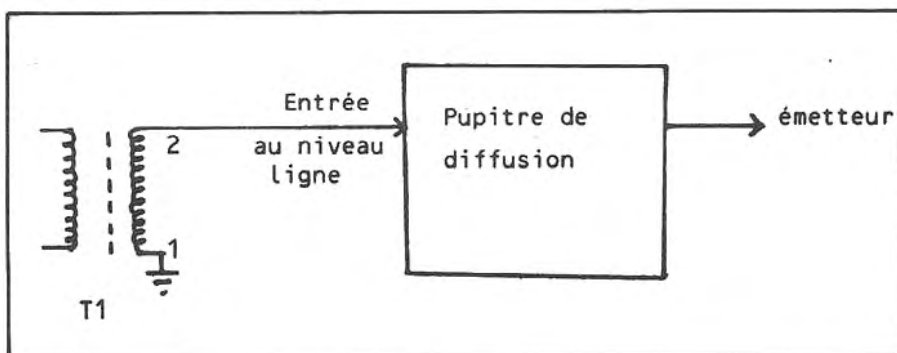 Entrée
au niveau
ligne
Pupitre de
diffusion
émetteur
2
1
T1